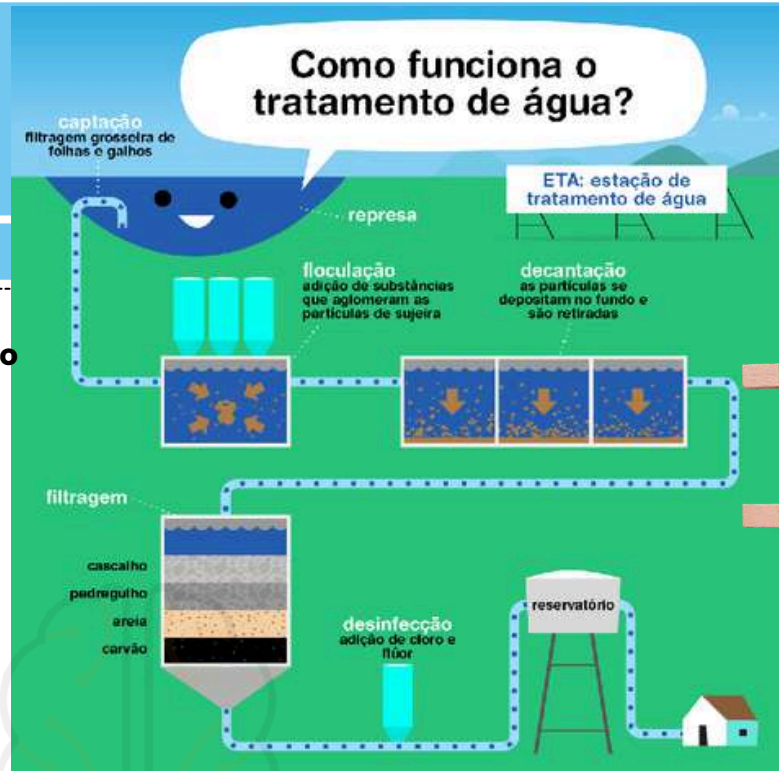 Como funciona o
tratamento de água?
captação
filtragem grosseira de
folhas e galhos
ETA: estação de
tratamento de água
represa
floculação
adição de substâncias
que aglomeram as
partículas de sujeira
decantação
as partículas se
depositam no fundo e
são retiradas
o
filtragem
cascalho
pedregulho
areia
carvão
desinfecção
adição de cloro e
flúor
reservatório